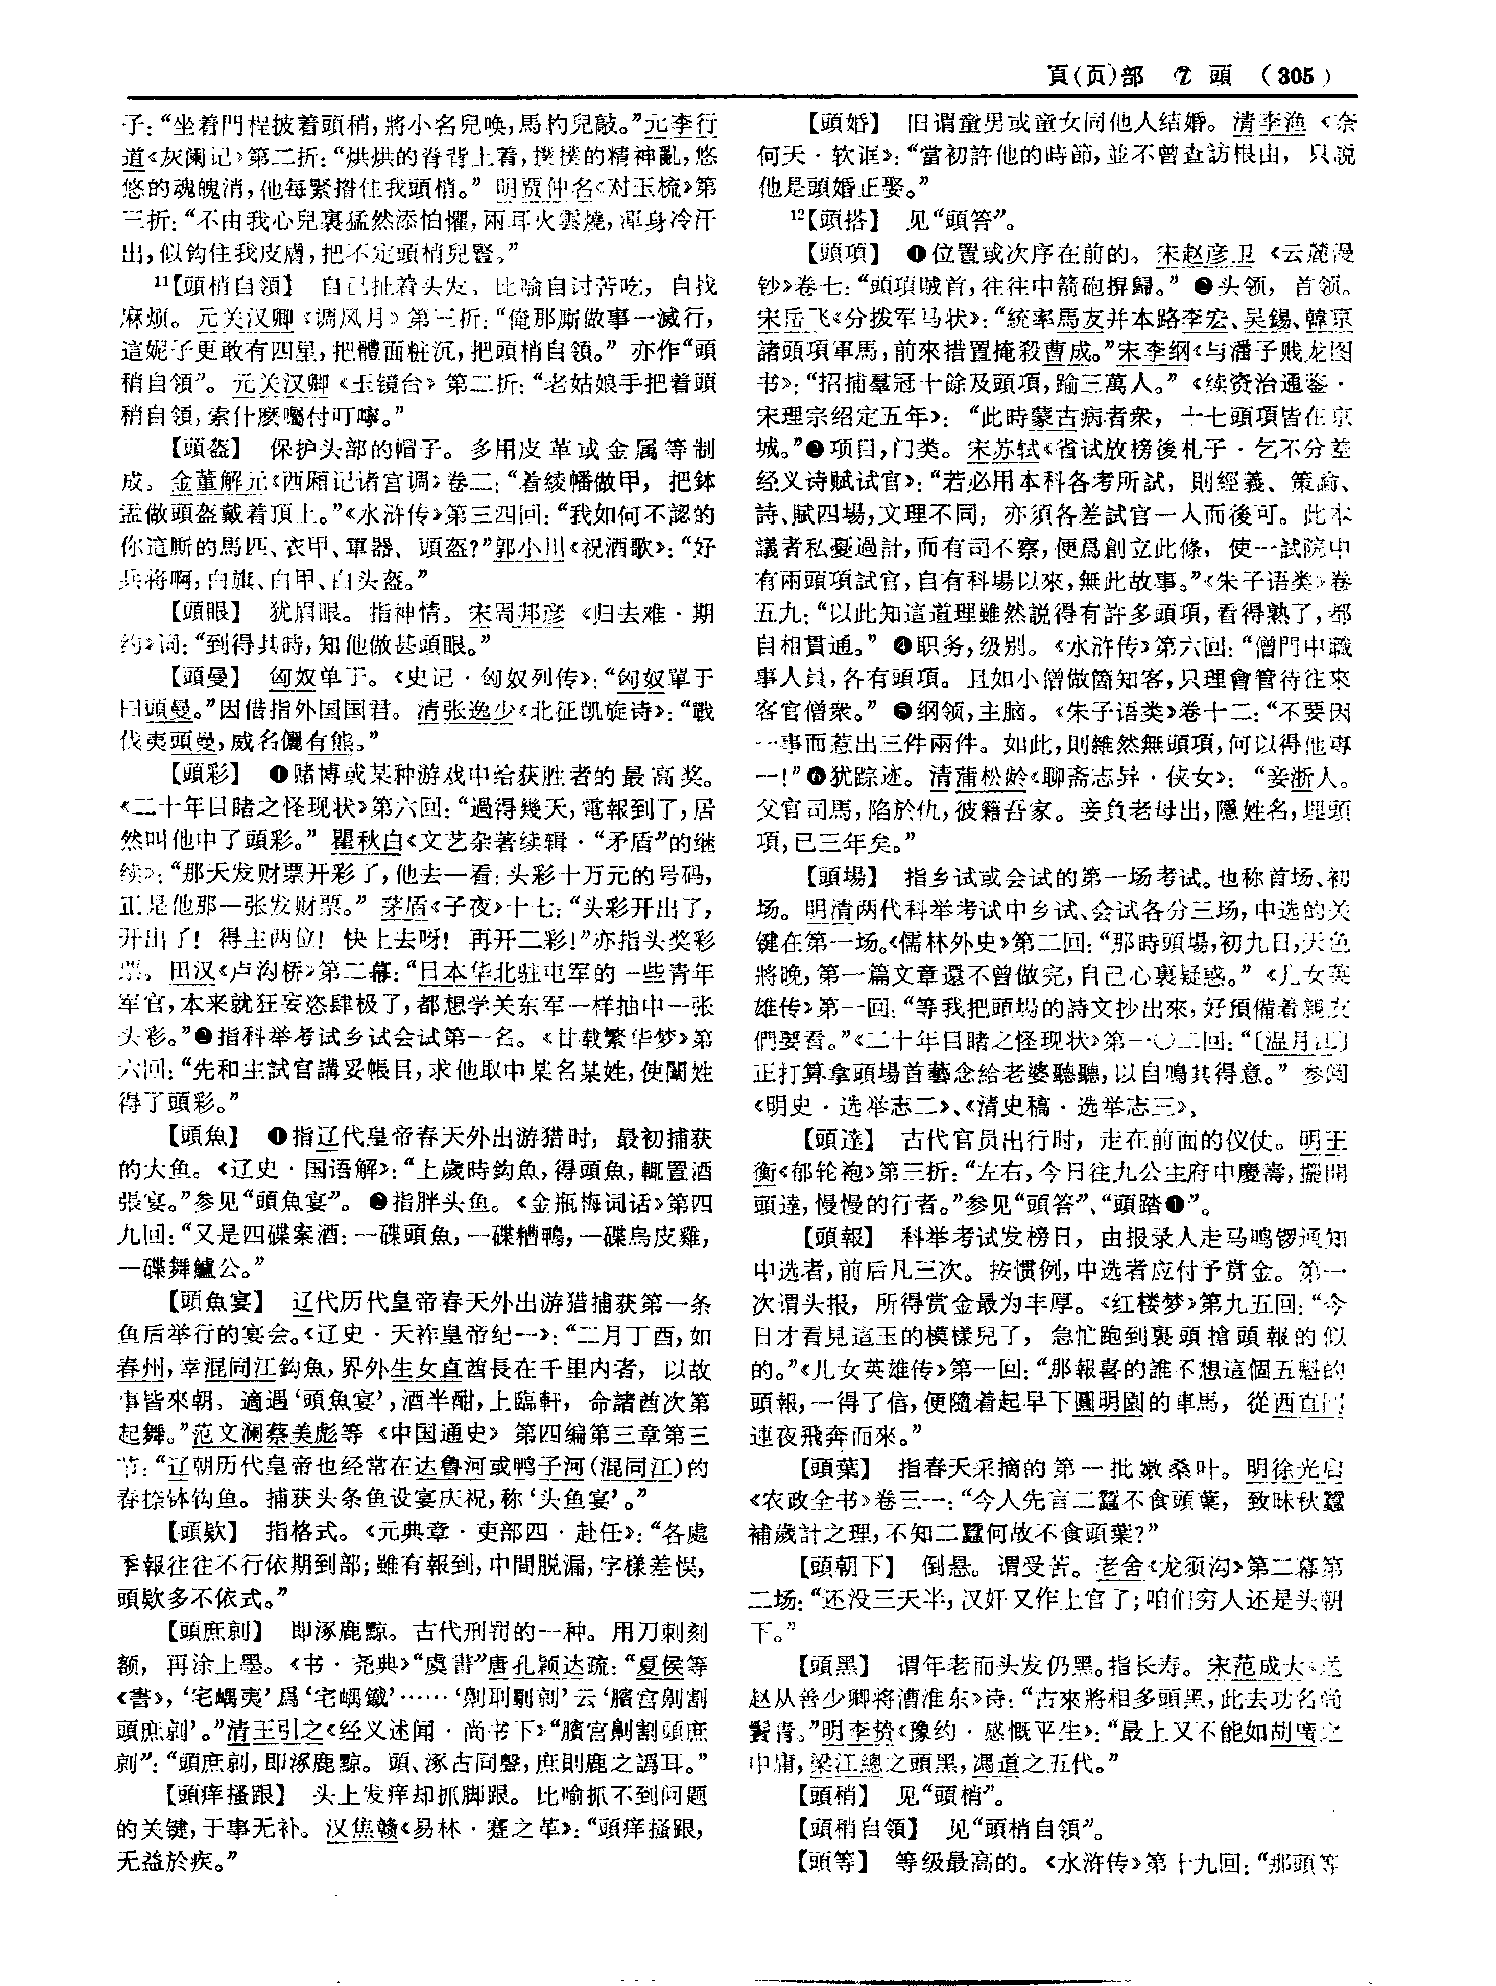 頁(页)部 ⑦ 頭 (305)
子:“坐着門桯披着頭稍,將小名兒唤,馬杓兒敲。”元李行
道《灰阑记》第二折:“烘烘的脊背上着,撲撲的精神亂,悠
悠的魂魄消,他每緊揝住我頭梢。” 明贾仲名《对玉梳》第
三折:“不由我心兒裏猛然添怕懼,兩耳火雲燒,渾身冷汗
出,似钩住我皮膚,把不定頭梢兒豎。”
11【頭梢自領】 自己扯着头发。比喻自讨苦吃,自找
麻烦。元关汉卿《调风月》第三折:“俺那厮做事一滅行,
這妮子更敢有四星,把體面粧沉,把頭梢自領。” 亦作“頭
稍自領”。元关汉卿《玉镜台》第二折:“老姑娘手把着頭
稍自領,索什麽囑付叮嚀。”
【頭盔】 保护头部的帽子。多用皮革或金属等制
成。金董解元《西厢记诸宫调》卷二:“着綾幡做甲,把鉢
盂做頭盔戴着頂上。”《水浒传》第三四回:“我如何不認的
你這厮的馬匹、衣甲、軍器、頭盔?”郭小川《祝酒歌》:“好
兵将啊,白旗、白甲、白头盔。”
【頭眼】 犹眉眼。指神情。宋周邦彦《归去难·期
约》词:“到得其時,知他做甚頭眼。”
【頭曼】 匈奴单于。《史记·匈奴列传》:“匈奴單于
曰頭曼。”因借指外国国君。清张逸少《北征凯旋诗》:“戰
伐夷頭曼,威名儷有熊。”
【頭彩】 ❶赌博或某种游戏中给获胜者的最高奖。
《二十年目睹之怪现状》第六回:“過得幾天,電報到了,居
然叫他中了頭彩。” 瞿秋白《文艺杂著续辑·“矛盾”的继
续》:“那天发财票开彩了,他去一看:头彩十万元的号码,
正是他那一张发财票。” 茅盾《子夜》十七:“头彩开出了,
开出了! 得主两位! 快上去呀! 再开二彩!”亦指头奖彩
票。田汉《卢沟桥》第二幕:“日本华北驻屯军的一些青年
军官,本来就狂妄恣肆极了,都想学关东军一样抽中一张
头彩。”❷指科举考试乡试会试第一名。《廿载繁华梦》第
六回:“先和主試官講妥帳目,求他取中某名某姓,使闔姓
得了頭彩。”
【頭魚】 ❶指辽代皇帝春天外出游猎时,最初捕获
的大鱼。《辽史·国语解》:“上歲時鈎魚,得頭魚,輒置酒
張宴。”参见“頭魚宴”。❷指胖头鱼。《金瓶梅词话》第四
九回:“又是四碟案酒:一碟頭魚,一碟糟鴨,一碟烏皮雞,
一碟舞鱸公。”
【頭魚宴】 辽代历代皇帝春天外出游猎捕获第一条
鱼后举行的宴会。《辽史·天祚皇帝纪一》:“二月丁酉,如
春州,幸混同江鈎魚,界外生女直酋長在千里内者,以故
事皆來朝。適遇‘頭魚宴’,酒半酣,上臨軒,命諸酋次第
起舞。”范文澜蔡美彪等《中国通史》第四编第三章第三
节:“辽朝历代皇帝也经常在达鲁河或鸭子河(混同江)的
春捺钵钩鱼。捕获头条鱼设宴庆祝,称‘头鱼宴’。”
【頭欵】 指格式。《元典章·吏部四·赴任》:“各處
季報往往不行依期到部;雖有報到,中間脱漏,字樣差悮,
頭欵多不依式。”
【頭庶剠】 即涿鹿黥。古代刑罚的一种。用刀刺刻
额,再涂上墨。《书·尧典》“虞書”唐孔颖达疏:“夏侯等
《書》,‘宅嵎夷’爲‘宅嵎鐵’……‘劓刵劅剠’云‘臏宫劓割
頭庶剠’。”清王引之《经义述闻·尚书下》“臏宫劓割頭庶
剠”:“頭庶剠,即涿鹿黥。頭、涿古同聲,庶則鹿之譌耳。”
【頭痒搔跟】 头上发痒却抓脚跟。比喻抓不到问题
的关键,于事无补。汉焦赣《易林·蹇之革》:“頭痒搔跟,
无益於疾。”
【頭婚】 旧谓童男或童女同他人结婚。清李渔《奈
何天·软诓》:“當初許他的時節,並不曾查訪根由,只説
他是頭婚正娶。”
12【頭搭】 见“頭答”。
【頭項】 ❶位置或次序在前的。宋赵彦卫《云麓漫
钞》卷七:“頭項賊首,往往中箭砲捊歸。” ❷头领,首领。
宋岳飞《分拨军马状》:“統率馬友并本路李宏、吴錫、韓京
諸頭項軍馬,前來措置掩殺曹成。”宋李纲《与潘子贱龙图
书》:“招捕羣寇十餘及頭項,踰三萬人。”《续资治通鉴·
宋理宗绍定五年》:“此時蒙古病者衆,十七頭項皆在京
城。”❸项目,门类。宋苏轼《省试放榜後札子·乞不分差
经义诗赋试官》:“若必用本科各考所試,則經義、策論、
詩、賦四場,文理不同,亦須各差試官一人而後可。此本
議者私憂過計,而有司不察,便爲創立此條,使一試院中
有兩頭項試官,自有科場以來,無此故事。”《朱子语类》卷
五九:“以此知這道理雖然説得有許多頭項,看得熟了,都
自相貫通。” ❹职务,级别。《水浒传》第六回:“僧門中職
事人員,各有頭項。且如小僧做箇知客,只理會管待往來
客官僧衆。” ❺纲领,主脑。《朱子语类》卷十二:“不要因
一事而惹出三件兩件。如此,則雜然無頭項,何以得他專
一!”❻犹踪迹。清蒲松龄《聊斋志异·侠女》:“妾浙人。
父官司馬,陷於仇,彼籍吾家。妾負老母出,隱姓名,埋頭
項,已三年矣。”
【頭場】 指乡试或会试的第一场考试。也称首场、初
场。明清两代科举考试中乡试、会试各分三场,中选的关
键在第一场。《儒林外史》第二回:“那時頭場,初九日,天色
將晚,第一篇文章還不曾做完,自己心裏疑惑。”《儿女英
雄传》第一回:“等我把頭場的詩文抄出來,好預備着親友
們要看。”《二十年目睹之怪现状》第一〇二回:“〔温月江〕
正打算拿頭場首藝念給老婆聽聽,以自鳴其得意。” 参阅
《明史·选举志二》、《清史稿·选举志三》。
【頭達】 古代官员出行时,走在前面的仪仗。明王
衡《郁轮袍》第三折:“左右,今日往九公主府中慶壽,擺開
頭達,慢慢的行者。”参见“頭答”、“頭踏❶”。
【頭報】 科举考试发榜日,由报录人走马鸣锣通知
中选者,前后凡三次。按惯例,中选者应付予赏金。第一
次谓头报,所得赏金最为丰厚。《红楼梦》第九五回:“今
日才看見這玉的模樣兒了,急忙跑到裏頭搶頭報的似
的。”《儿女英雄传》第一回:“那報喜的誰不想這個五魁的
頭報,一得了信,便隨着起早下圓明園的車馬,從西直門
連夜飛奔而來。”
【頭葉】 指春天采摘的第一批嫩桑叶。明徐光启
《农政全书》卷三一:“今人先言二蠶不食頭葉,致昧秋蠶
補歲計之理,不知二蠶何故不食頭葉?”
【頭朝下】 倒悬。谓受苦。老舍《龙须沟》第二幕第
二场:“还没三天半,汉奸又作上官了;咱们穷人还是头朝
下。”
【頭黑】 谓年老而头发仍黑。指长寿。宋范成大《送
赵从善少卿将漕淮东》诗:“古來將相多頭黑,此去功名尚
鬢青。”明李贽《豫约·感慨平生》:“最上又不能如胡廣之
中庸,梁江總之頭黑,馮道之五代。”
【頭稍】 见“頭梢”。
【頭稍自領】 见“頭梢自領”。
【頭等】 等级最高的。《水浒传》第十九回:“那頭等